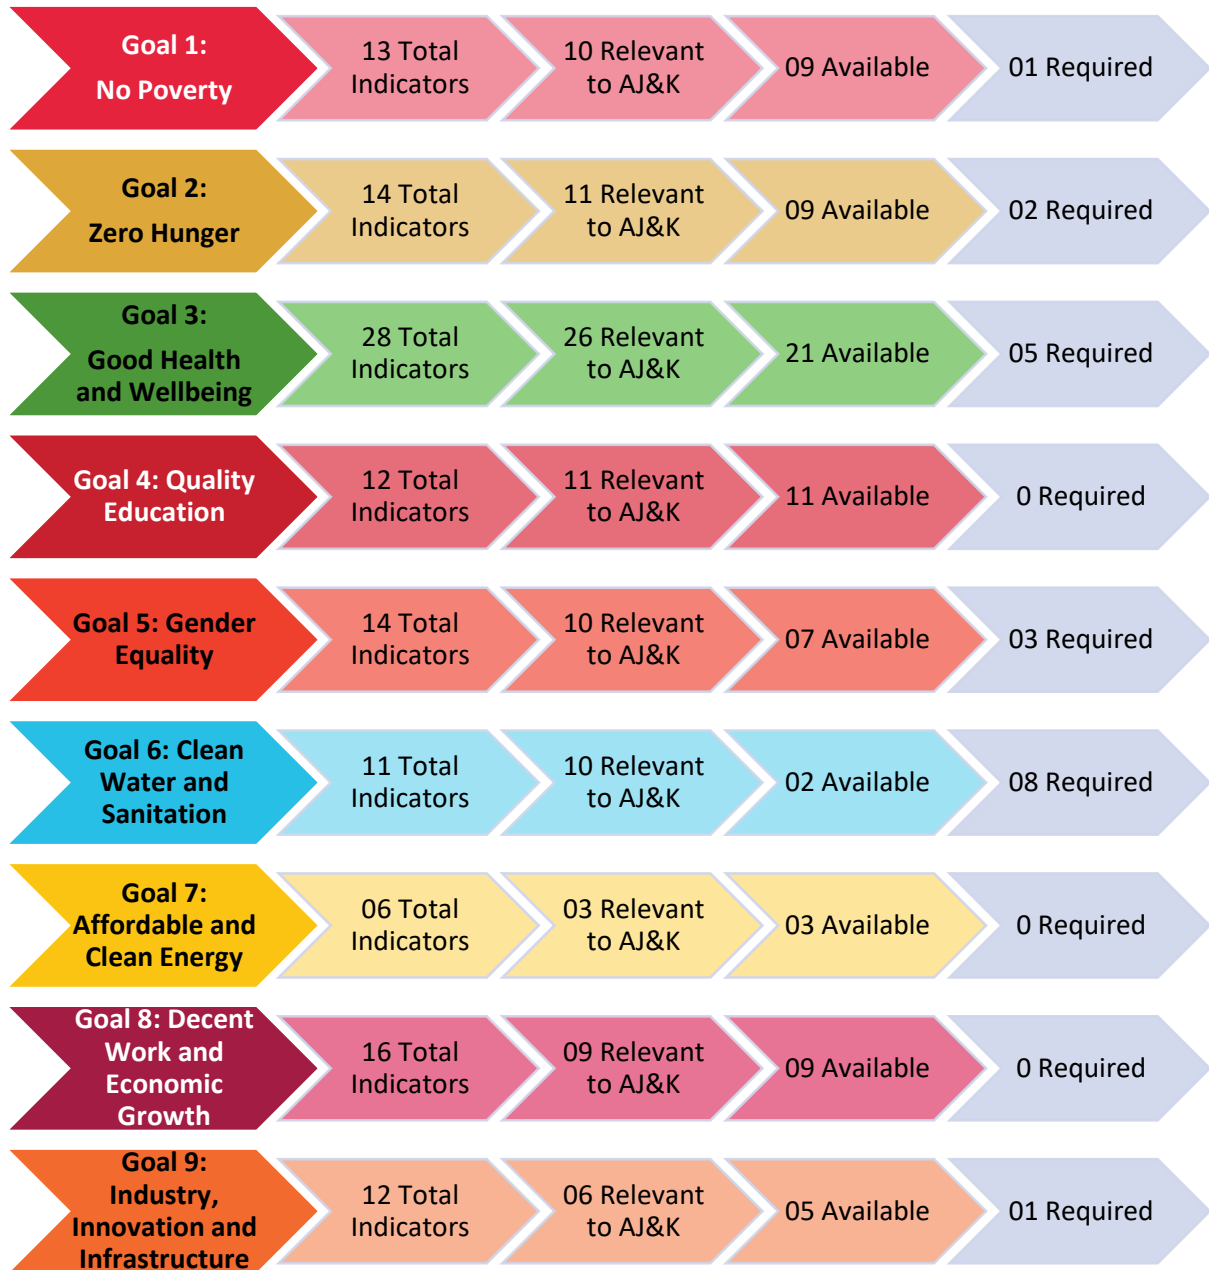 Goal 1:
No Poverty
13 Total
Indicators
10 Relevant
to AJ&K
09 Available
01 Required
Goal 2:
Zero Hunger
14 Total
Indicators
11 Relevant
to AJ&K
09 Available
02 Required
Goal 3:
Good Health
and Wellbeing
28 Total
Indicators
26 Relevant
to AJ&K
21 Available
05 Required
Goal 4: Quality
Education
12 Total
Indicators
11 Relevant
to AJ&K
11 Available
0 Required
Goal 5: Gender
Equality
14 Total
Indicators
10 Relevant
to AJ&K
07 Available
03 Required
Goal 6: Clean
Water and
Sanitation
11 Total
Indicators
10 Relevant
to AJ&K
02 Available
08 Required
Goal 7:
Affordable and
Clean Energy
06 Total
Indicators
03 Relevant
to AJ&K
03 Available
0 Required
Goal 8: Decent
Work and
Economic
Growth
16 Total
Indicators
09 Relevant
to AJ&K
09 Available
0 Required
Goal 9:
Industry,
Innovation and
Infrastructure
12 Total
Indicators
06 Relevant
to AJ&K
05 Available
01 Required